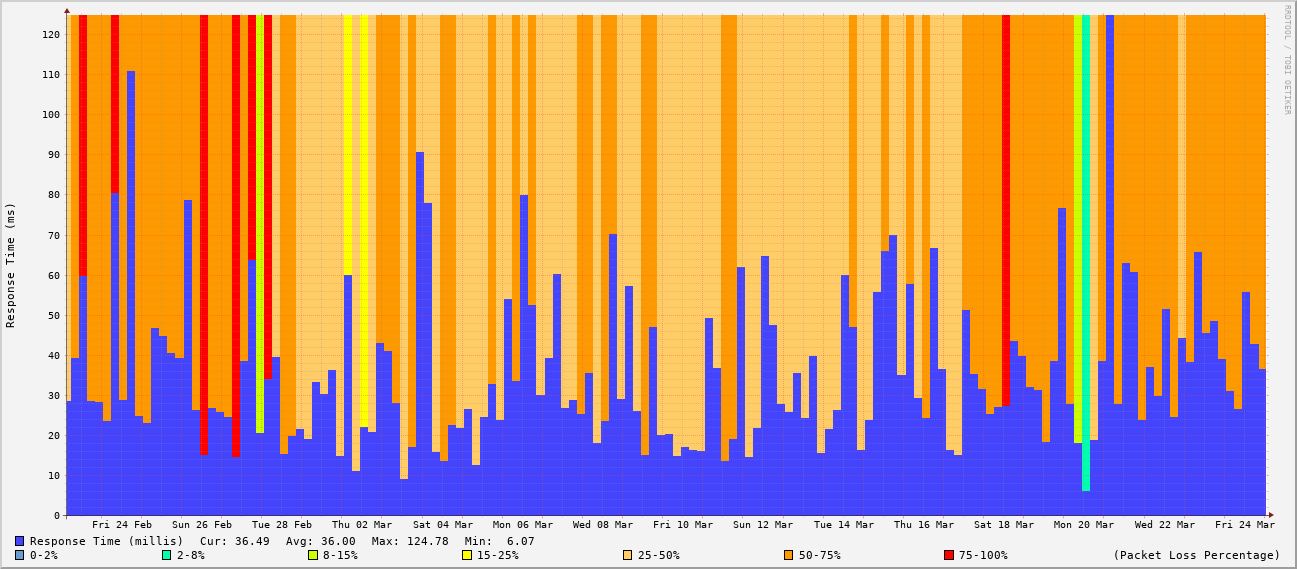 RRDTOOL / TOBI OETIKER
Response Time (ms)
120
110
100
90
80
70
60
50
40
30
20
10
0
Fri 24 Feb Sun 26 Feb Tue 28 Feb Thu 02 Mar Sat 04 Mar Mon 06 Mar Wed 08 Mar Fri 10 Mar Sun 12 Mar Tue 14 Mar Thu 16 Mar Sat 18 Mar Mon 20 Mar Wed 22 Mar Fri 24 Mar
Response Time (millis) Cur: 36.49 Avg: 36.00 Max: 124.78 Min: 6.07
0-2% 2-8% 8-15% 15-25% 25-50% 50-75% 75-100% (Packet Loss Percentage)